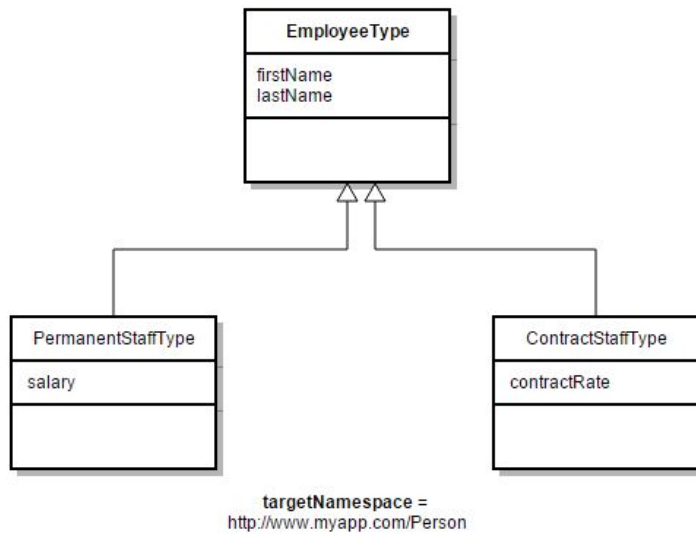 EmployeeType
firstName
lastName
PermanentStaffType
salary
ContractStaffType
contractRate
targetNamespace =
http://www.myapp.com/Person